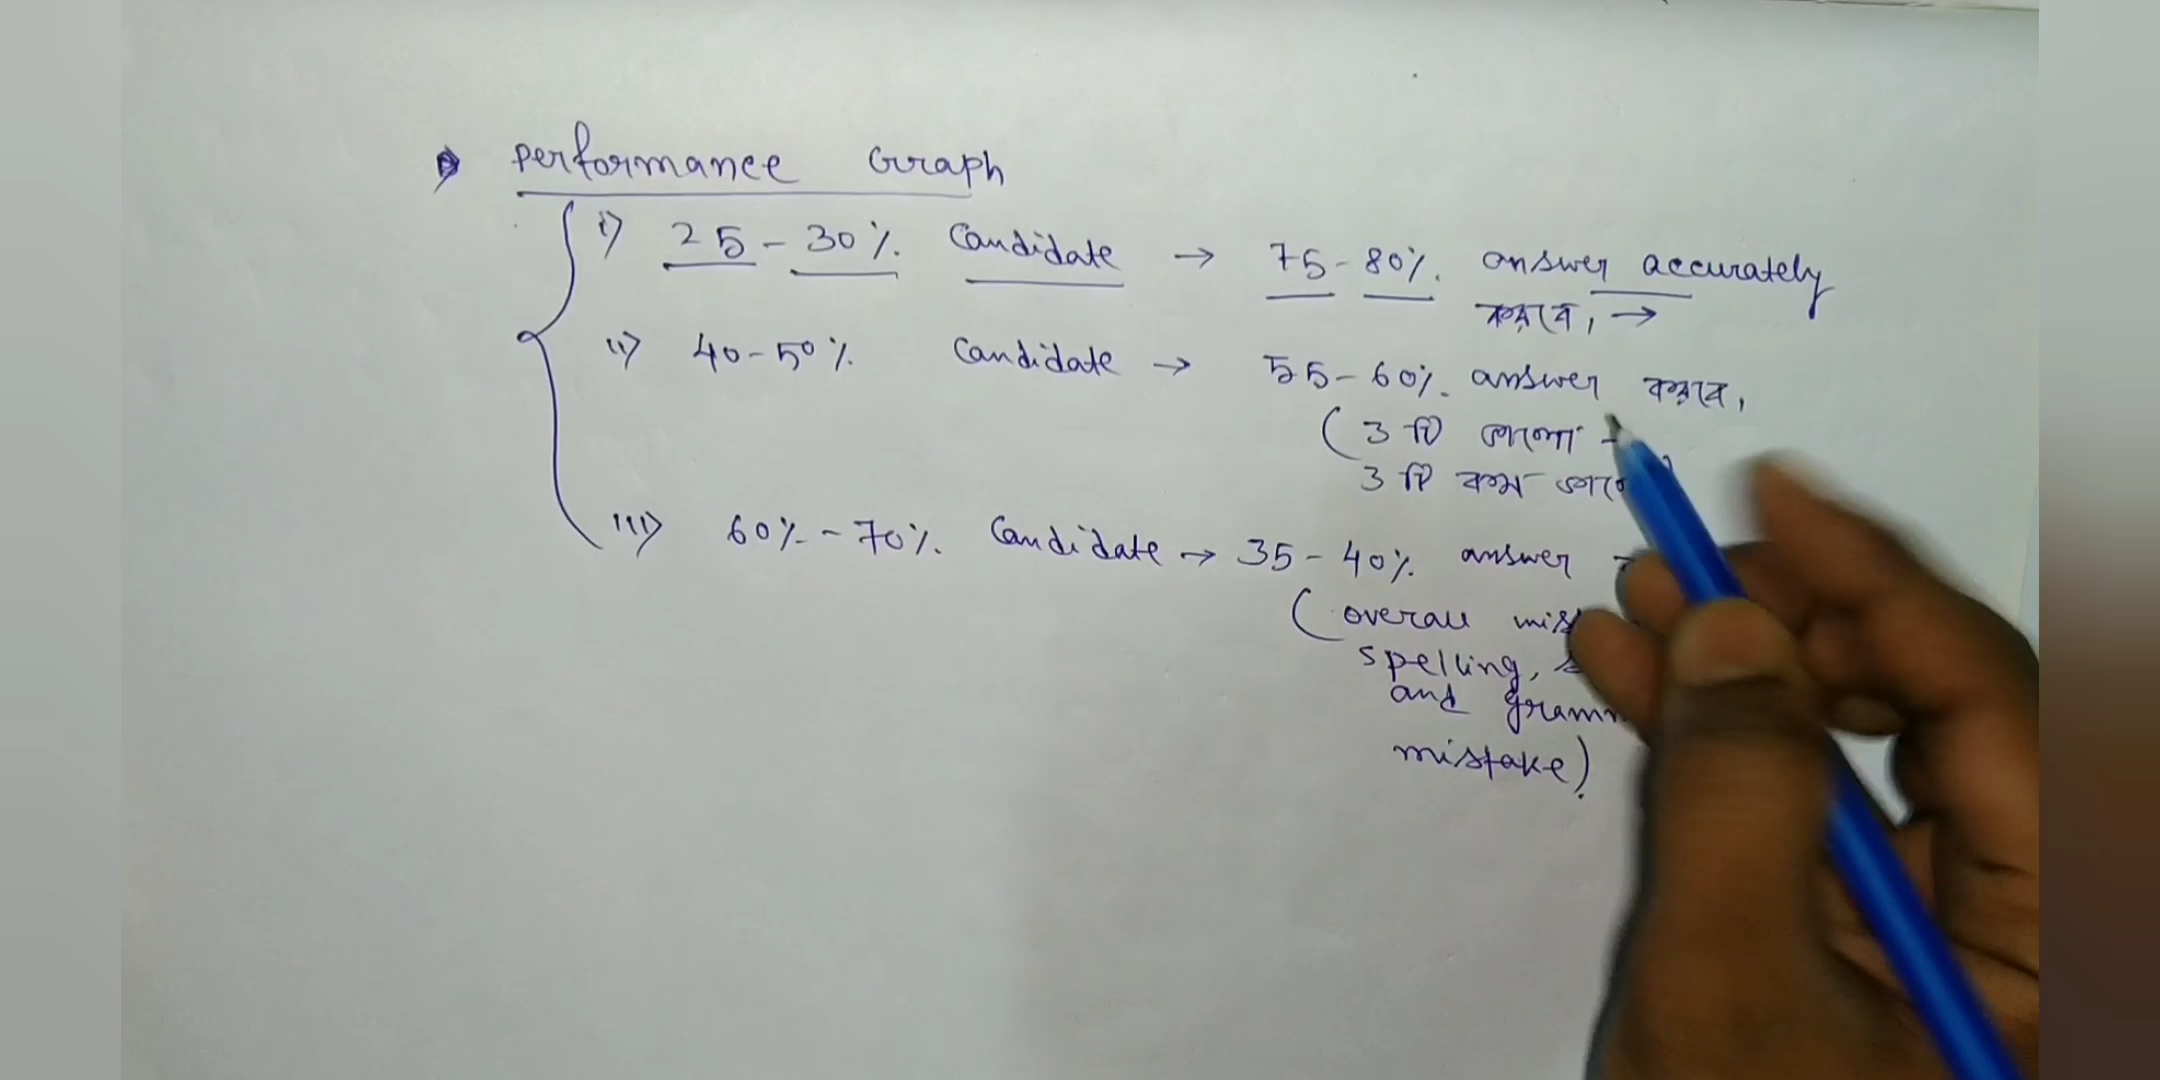 Performance Graph
i) 25-30% Candidate → 75-80% answer accurately
করবে, →
ii) 40-50% Candidate → 55-60% answer করবে,
(3 টি ভালো -
3 টি কম
iii) 60%-70% Candidate → 35-40% answer
(overall
spelling,
and
mistake).